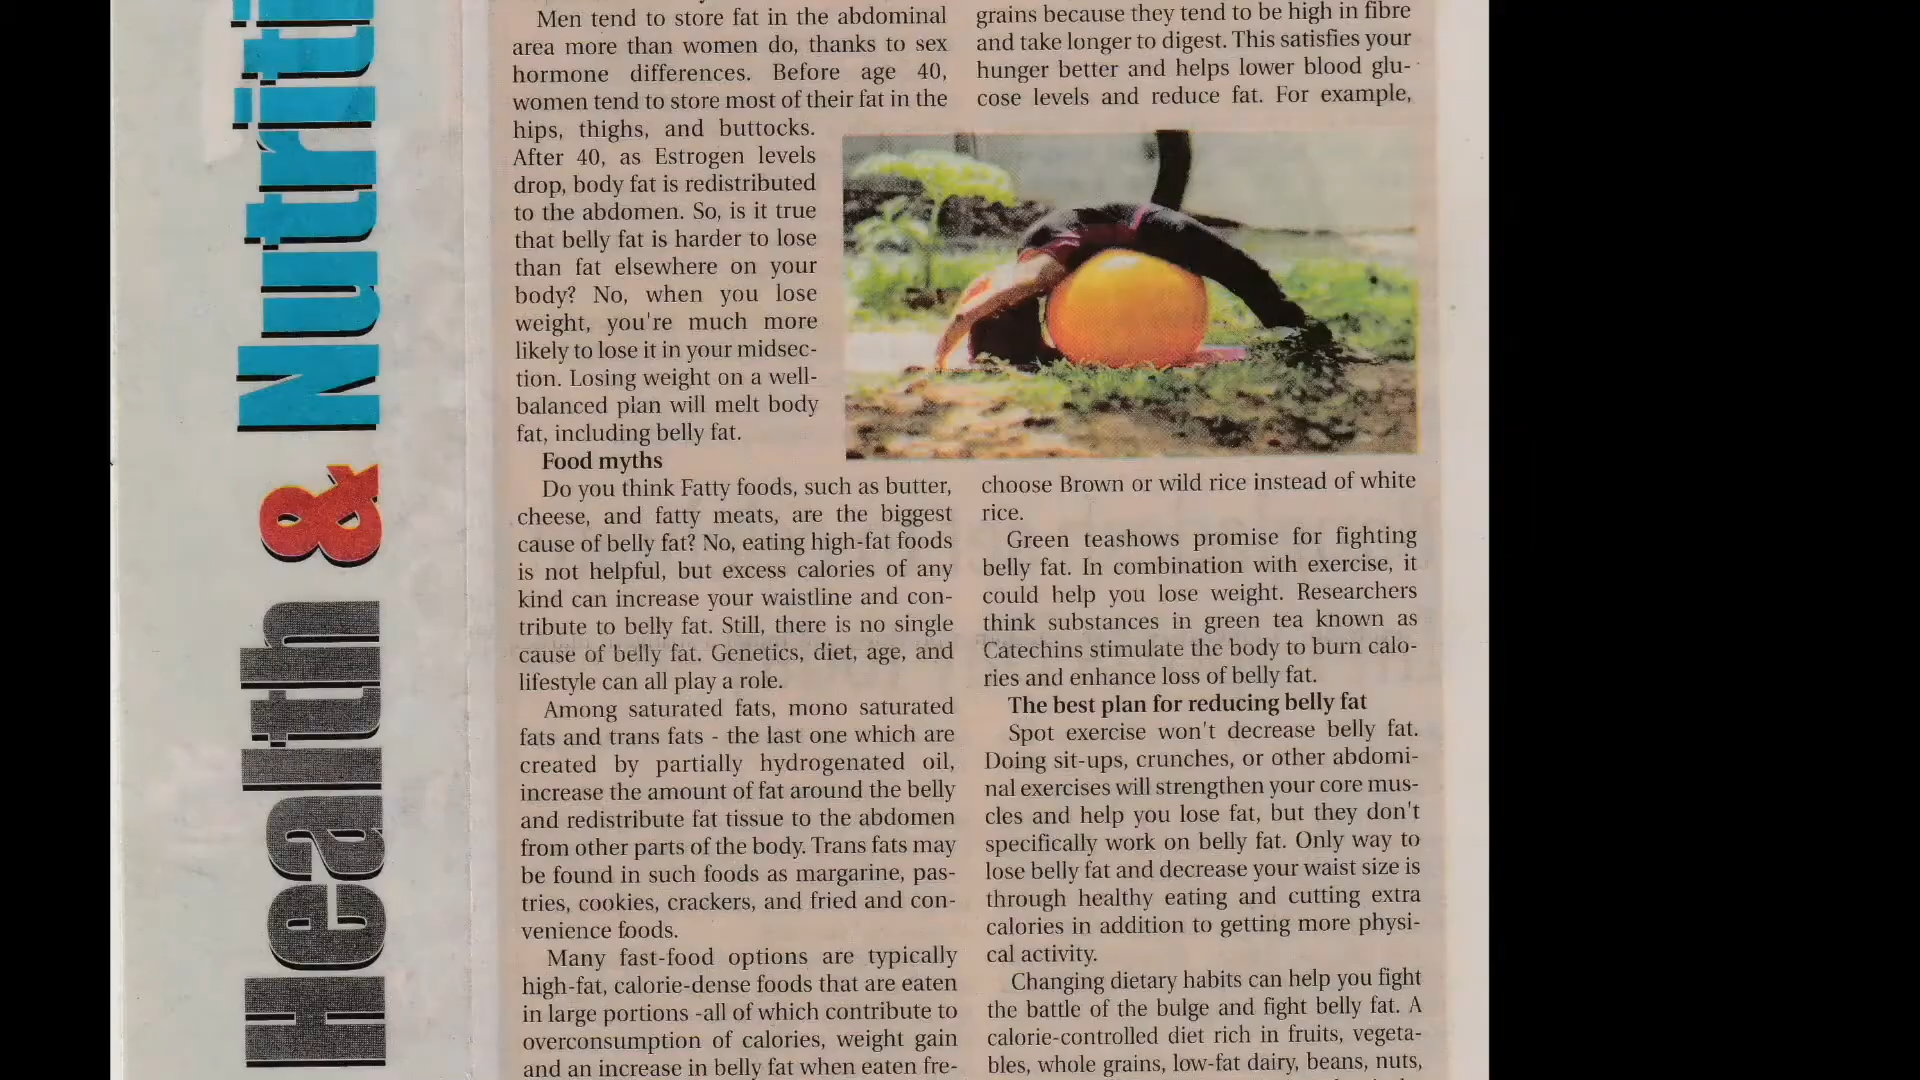 Health & Nutriti
Men tend to store fat in the abdominal
area more than women do, thanks to sex
hormone differences. Before age 40,
women tend to store most of their fat in the
hips, thighs, and buttocks.
After 40, as Estrogen levels
drop, body fat is redistributed
to the abdomen. So, is it true
that belly fat is harder to lose
than fat elsewhere on your
body? No, when you lose
weight, you're much more
likely to lose it in your midsec-
tion. Losing weight on a well-
balanced plan will melt body
fat, including belly fat.
Food myths
Do you think Fatty foods, such as butter,
cheese, and fatty meats, are the biggest
cause of belly fat? No, eating high-fat foods
is not helpful, but excess calories of any
kind can increase your waistline and con-
tribute to belly fat. Still, there is no single
cause of belly fat. Genetics, diet, age, and
lifestyle can all play a role.
Among saturated fats, mono saturated
fats and trans fats - the last one which are
created by partially hydrogenated oil,
increase the amount of fat around the belly
and redistribute fat tissue to the abdomen
from other parts of the body. Trans fats may
be found in such foods as margarine, pas-
tries, cookies, crackers, and fried and con-
venience foods.
Many fast-food options are typically
high-fat, calorie-dense foods that are eaten
in large portions -all of which contribute to
overconsumption of calories, weight gain
and an increase in belly fat when eaten fre-
grains because they tend to be high in fibre
and take longer to digest. This satisfies your
hunger better and helps lower blood glu-
cose levels and reduce fat. For example,
choose Brown or wild rice instead of white
rice.
Green teashows promise for fighting
belly fat. In combination with exercise, it
could help you lose weight. Researchers
think substances in green tea known as
Catechins stimulate the body to burn calo-
ries and enhance loss of belly fat.
The best plan for reducing belly fat
Spot exercise won't decrease belly fat.
Doing sit-ups, crunches, or other abdomi-
nal exercises will strengthen your core mus-
cles and help you lose fat, but they don't
specifically work on belly fat. Only way to
lose belly fat and decrease your waist size is
through healthy eating and cutting extra
calories in addition to getting more physi-
cal activity.
Changing dietary habits can help you fight
the battle of the bulge and fight belly fat. A
calorie-controlled diet rich in fruits, vegeta-
bles, whole grains, low-fat dairy, beans, nuts,